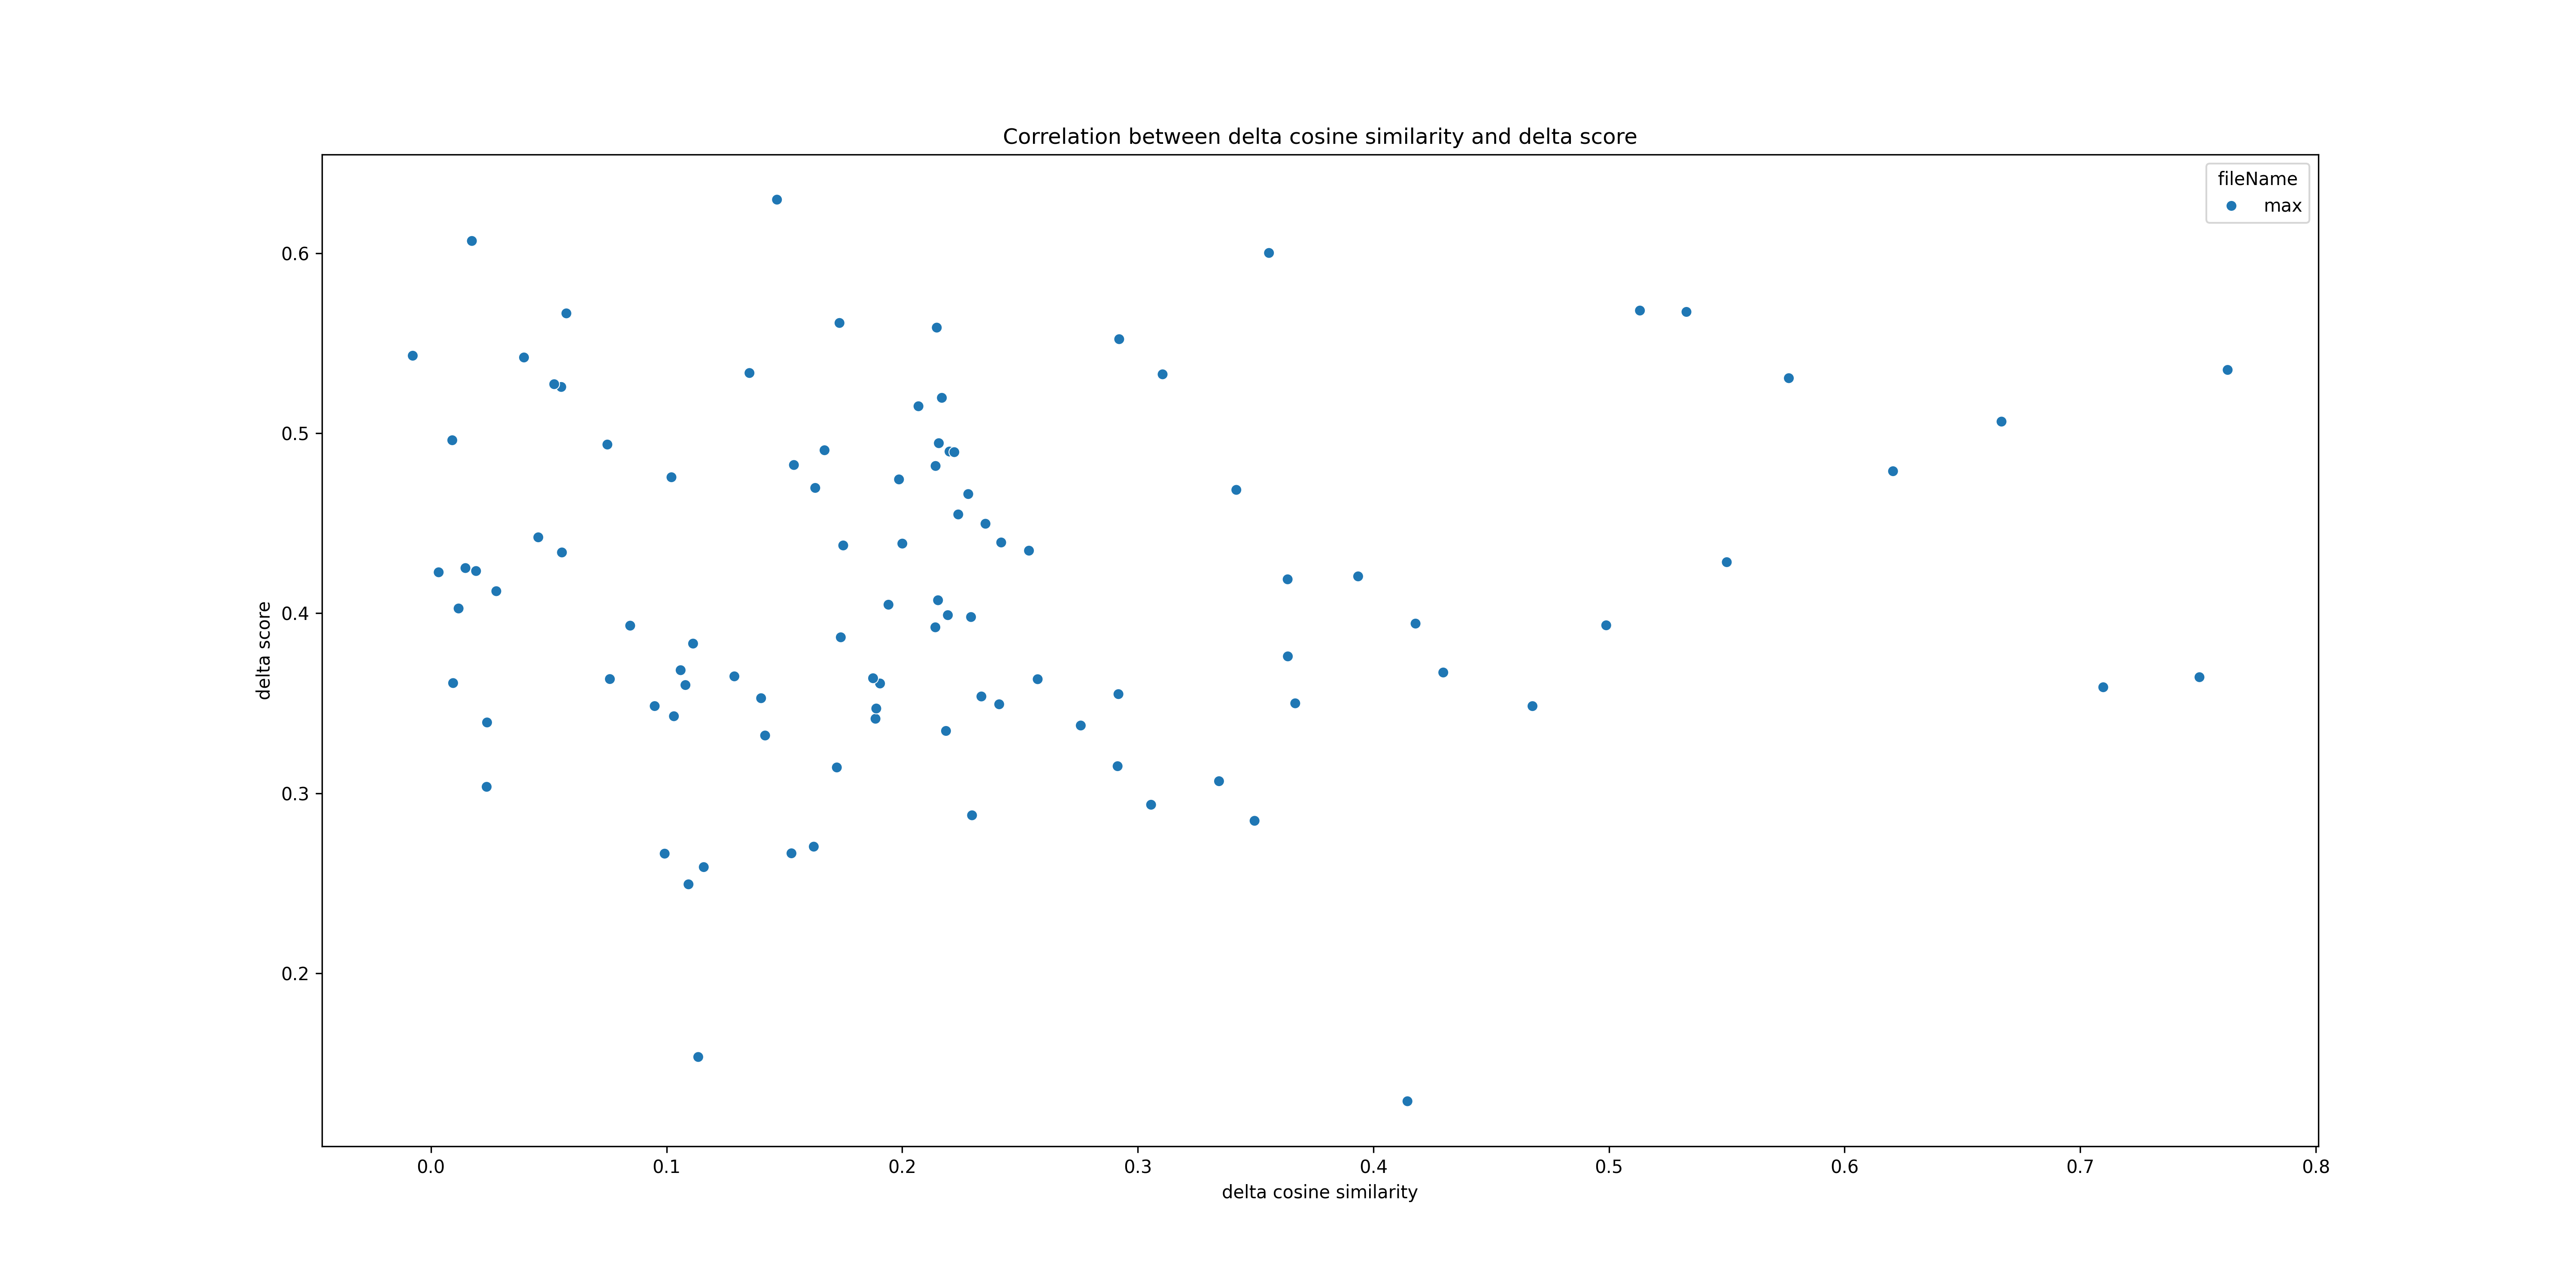 Correlation between delta cosine similarity and delta score
fileName
max
0.6
0.5
0.4
0.3
0.2
delta score
0.0 0.1 0.2 0.3 0.4 0.5 0.6 0.7 0.8
delta cosine similarity